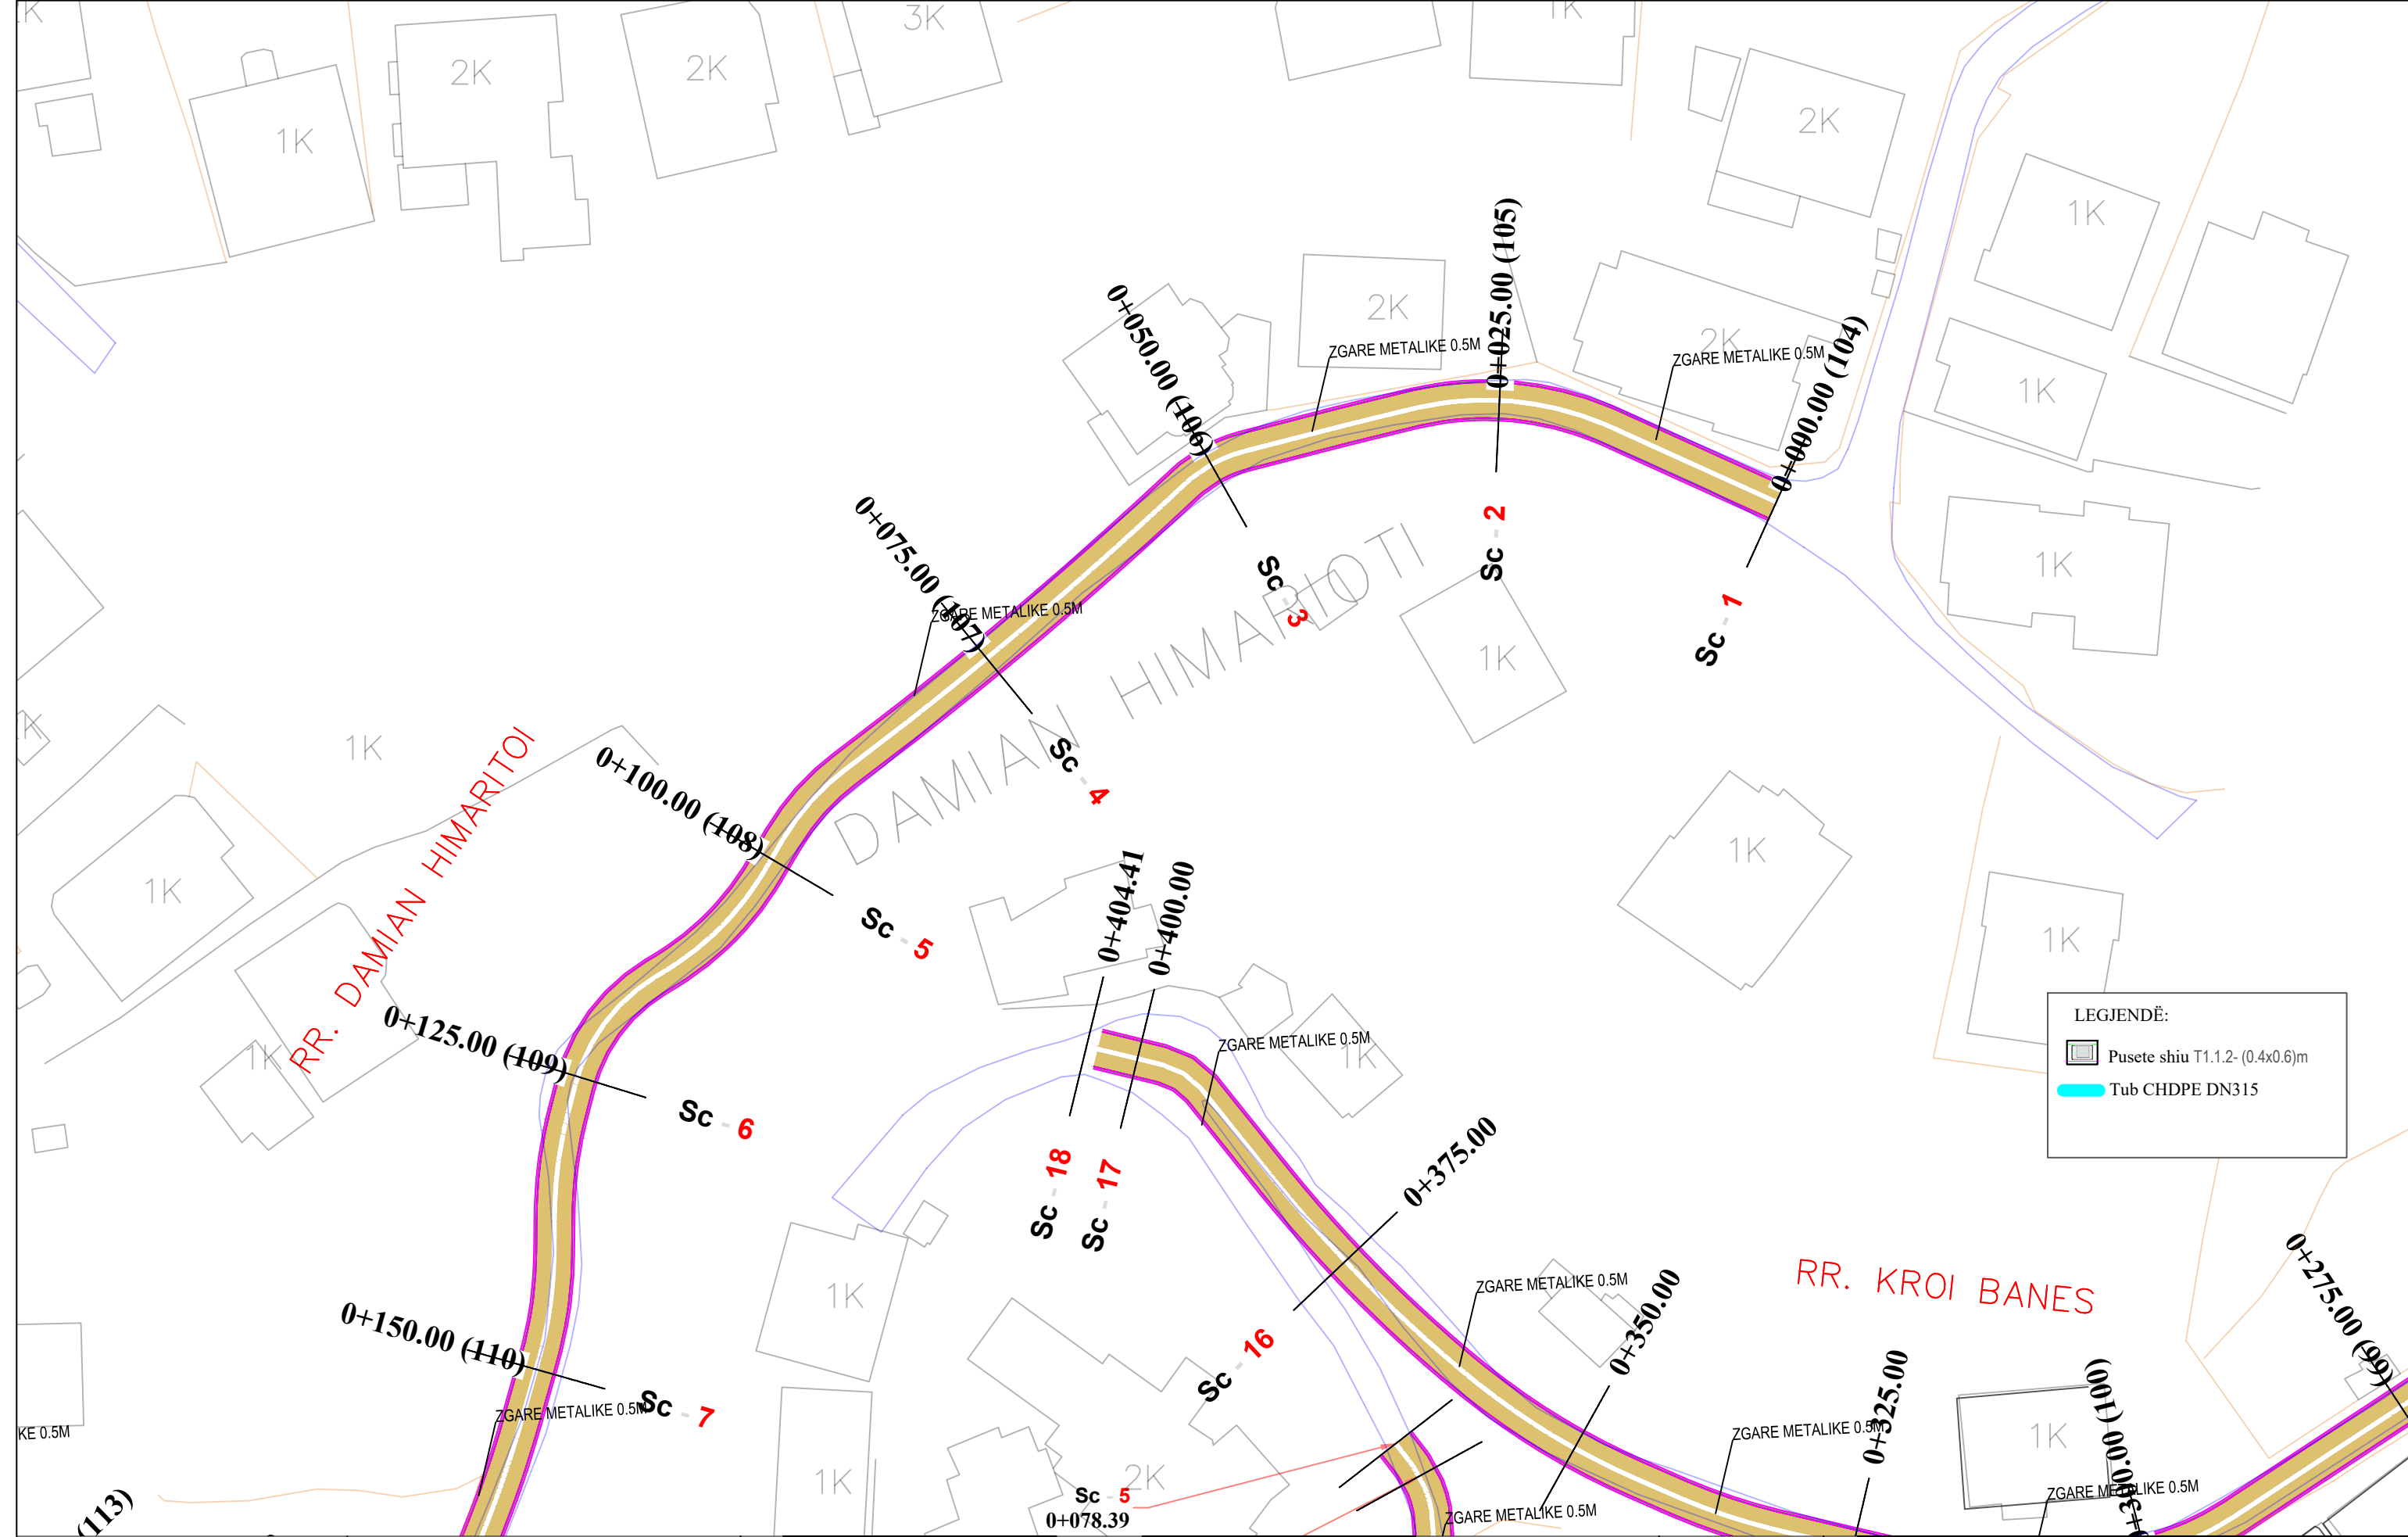 1K
2K
2K
3K
1K
1K
2K
1K
2K
2K
1K
1K
0+025.00 (105)
0+050.00 (106)
0+000.00 (104)
ZGARE METALIKE 0.5M
ZGARE METALIKE 0.5M
0+075.00 (107)
ZGARE METALIKE 0.5M
Sc - 2
Sc - 3
Sc - 1
Sc - 4
DAMIAN HIMARIOTI
1K
1K
1K
RR. DAMIAN HIMARITOI
0+100.00 (108)
Sc - 5
1K
1K
1K
0+404.41
0+400.00
0+125.00 (109)
1K
Sc - 6
ZGARE METALIKE 0.5M
1K
LEGJENDË:
Pusete shiu T1.1.2- (0.4x0.6)m
Tub CHDPE DN315
Sc - 18
Sc - 17
0+375.00
Sc - 16
1K
ZGARE METALIKE 0.5M
0+350.00
RR. KROI BANES
0+275.00 (99)
0+150.00 (110)
Sc - 7
ZGARE METALIKE 0.5M
KE 0.5M
ZGARE METALIKE 0.5M
0+325.00
0+300.00 (100)
1K
ZGARE METALIKE 0.5M
1K
2K
Sc - 5
0+078.39
ZGARE METALIKE 0.5M
(113)